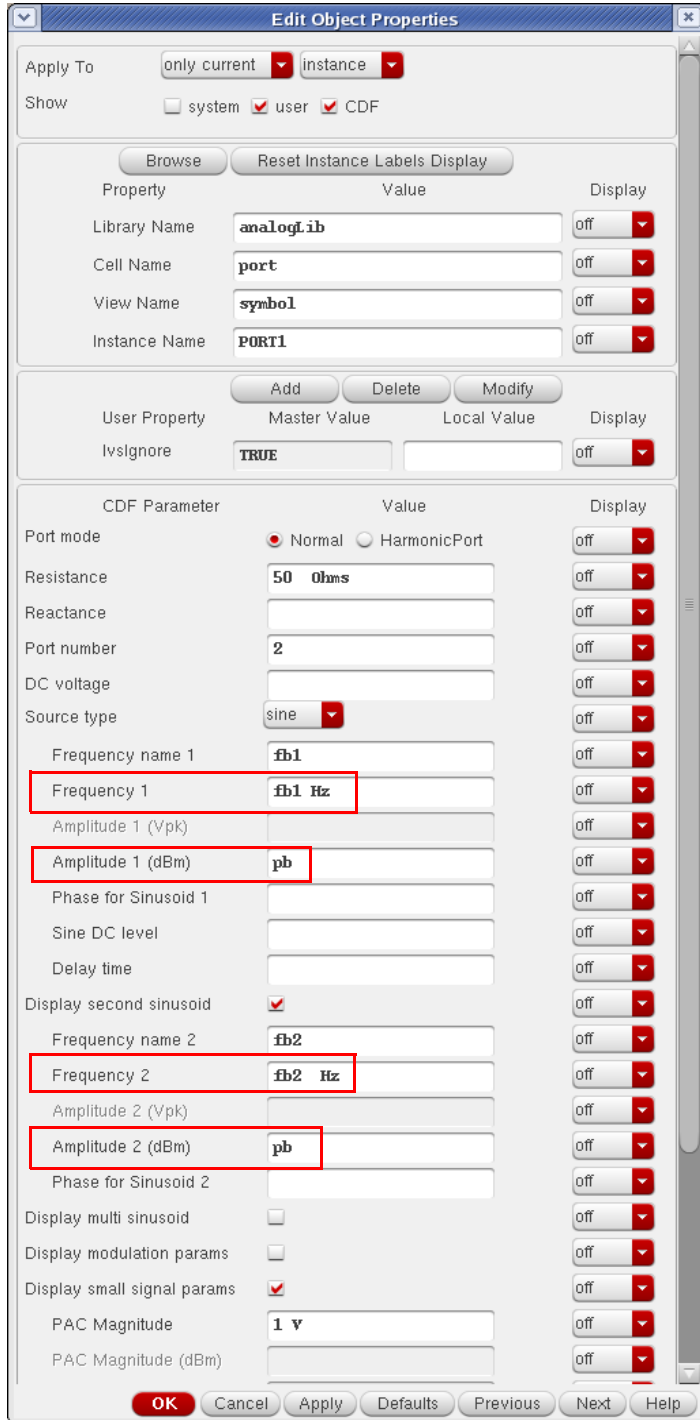 Edit Object Properties
Apply To only current instance
Show system user CDF
Browse Reset Instance Labels Display
Property Value Display
Library Name analogLib off
Cell Name port off
View Name symbol off
Instance Name PORT1 off
Add Delete Modify
User Property Master Value Local Value Display
lvsIgnore TRUE off
CDF Parameter Value Display
Port mode Normal HarmonicPort off
Resistance 50 Ohms off
Reactance off
Port number 2 off
DC voltage off
Source type sine off
Frequency name 1 fb1 off
Frequency 1 fb1 Hz off
Amplitude 1 (Vpk) off
Amplitude 1 (dBm) pb off
Phase for Sinusoid 1 off
Sine DC level off
Delay time off
Display second sinusoid off
Frequency name 2 fb2 off
Frequency 2 fb2 Hz off
Amplitude 2 (Vpk) off
Amplitude 2 (dBm) pb off
Phase for Sinusoid 2 off
Display multi sinusoid off
Display modulation params off
Display small signal params off
PAC Magnitude 1 V off
PAC Magnitude (dBm) off
OK Cancel Apply Defaults Previous Next Help